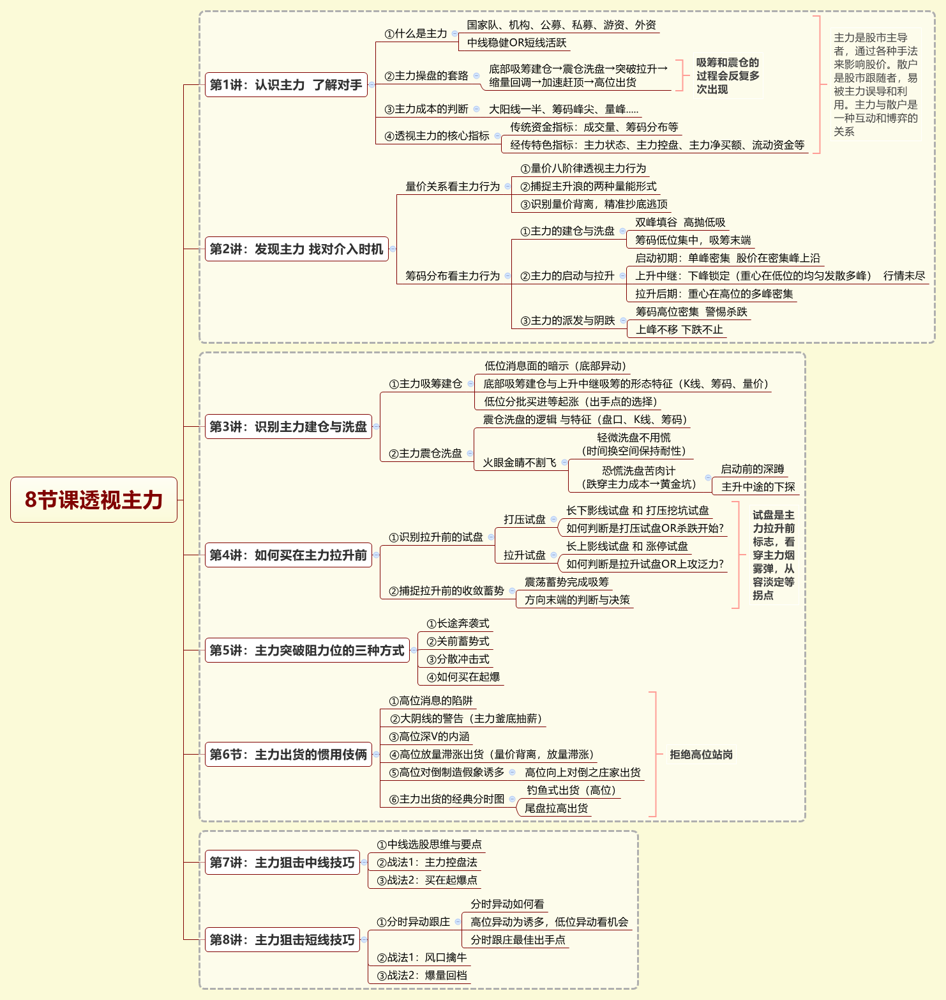 8节课透视主力
第1讲：认识主力  了解对手
①什么是主力
国家队、机构、公募、私募、游资、外资
中线稳健OR短线活跃
②主力操盘的套路
底部吸筹建仓→震仓洗盘→突破拉升→
缩量回调→加速赶顶→高位出货
吸筹和震仓的
过程会反复多
次出现
③主力成本的判断
大阳线一半、筹码峰尖、量峰.....
④透视主力的核心指标
传统资金指标：成交量、筹码分布等
经传特色指标：主力状态、主力控盘、主力净买额、流动资金等
主力是股市主导
者，通过各种手法
来影响股价。散户
是股市跟随者，易
被主力误导和利
用。主力与散户是
一种互动和博弈的
关系
第2讲：发现主力 找对介入时机
量价关系看主力行为
①量价八阶律透视主力行为
②捕捉主升浪的两种量能形式
③识别量价背离，精准抄底逃顶
筹码分布看主力行为
①主力的建仓与洗盘
双峰填谷  高抛低吸
筹码低位集中，吸筹末端
②主力的启动与拉升
启动初期：单峰密集  股价在密集峰上沿
上升中继：下峰锁定（重心在低位的均匀发散多峰）  行情未尽
拉升后期：重心在高位的多峰密集
③主力的派发与阴跌
筹码高位密集  警惕杀跌
上峰不移 下跌不止
第3讲：识别主力建仓与洗盘
①主力吸筹建仓
低位消息面的暗示（底部异动）
底部吸筹建仓与上升中继吸筹的形态特征（K线、筹码、量价）
低位分批买进等起涨（出手点的选择）
②主力震仓洗盘
震仓洗盘的逻辑 与特征（盘口、K线、筹码）
火眼金睛不割飞
轻微洗盘不用慌
（时间换空间保持耐性）
恐慌洗盘苦肉计
（跌穿主力成本→黄金坑）
启动前的深蹲
主升中途的下探
第4讲：如何买在主力拉升前
①识别拉升前的试盘
打压试盘
长下影线试盘 和 打压挖坑试盘
如何判断是打压试盘OR杀跌开始?
拉升试盘
长上影线试盘 和 涨停试盘
如何判断是拉升试盘OR上攻泛力?
②捕捉拉升前的收敛蓄势
震荡蓄势完成吸筹
方向末端的判断与决策
试盘是主
力拉升前
标志，看
穿主力烟
雾弹，从
容淡定等
拐点
第5讲：主力突破阻力位的三种方式
①长途奔袭式
②关前蓄势式
③分散冲击式
④如何买在起爆
第6节：主力出货的惯用伎俩
①高位消息的陷阱
②大阴线的警告（主力釜底抽薪）
③高位深V的内涵
④高位放量滞涨出货（量价背离，放量滞涨）
⑤高位对倒制造假象诱多
高位向上对倒之庄家出货
⑥主力出货的经典分时图
钓鱼式出货（高位）
尾盘拉高出货
拒绝高位站岗
第7讲：主力狙击中线技巧
①中线选股思维与要点
②战法1：主力控盘法
③战法2：买在起爆点
第8讲：主力狙击短线技巧
①分时异动跟庄
分时异动如何看
高位异动为诱多，低位异动看机会
分时跟庄最佳出手点
②战法1：风口擒牛
③战法2：爆量回档